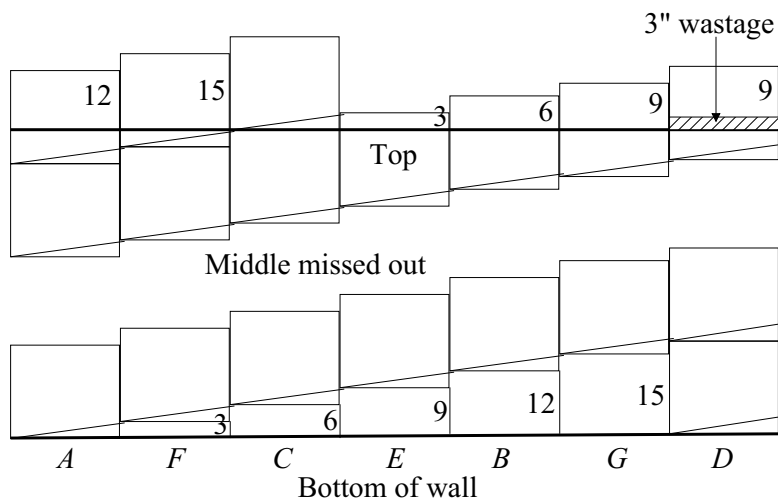 3" wastage
12 15 3 6 9 9
Top
Middle missed out
3 6 9 12 15
A F C E B G D
Bottom of wall